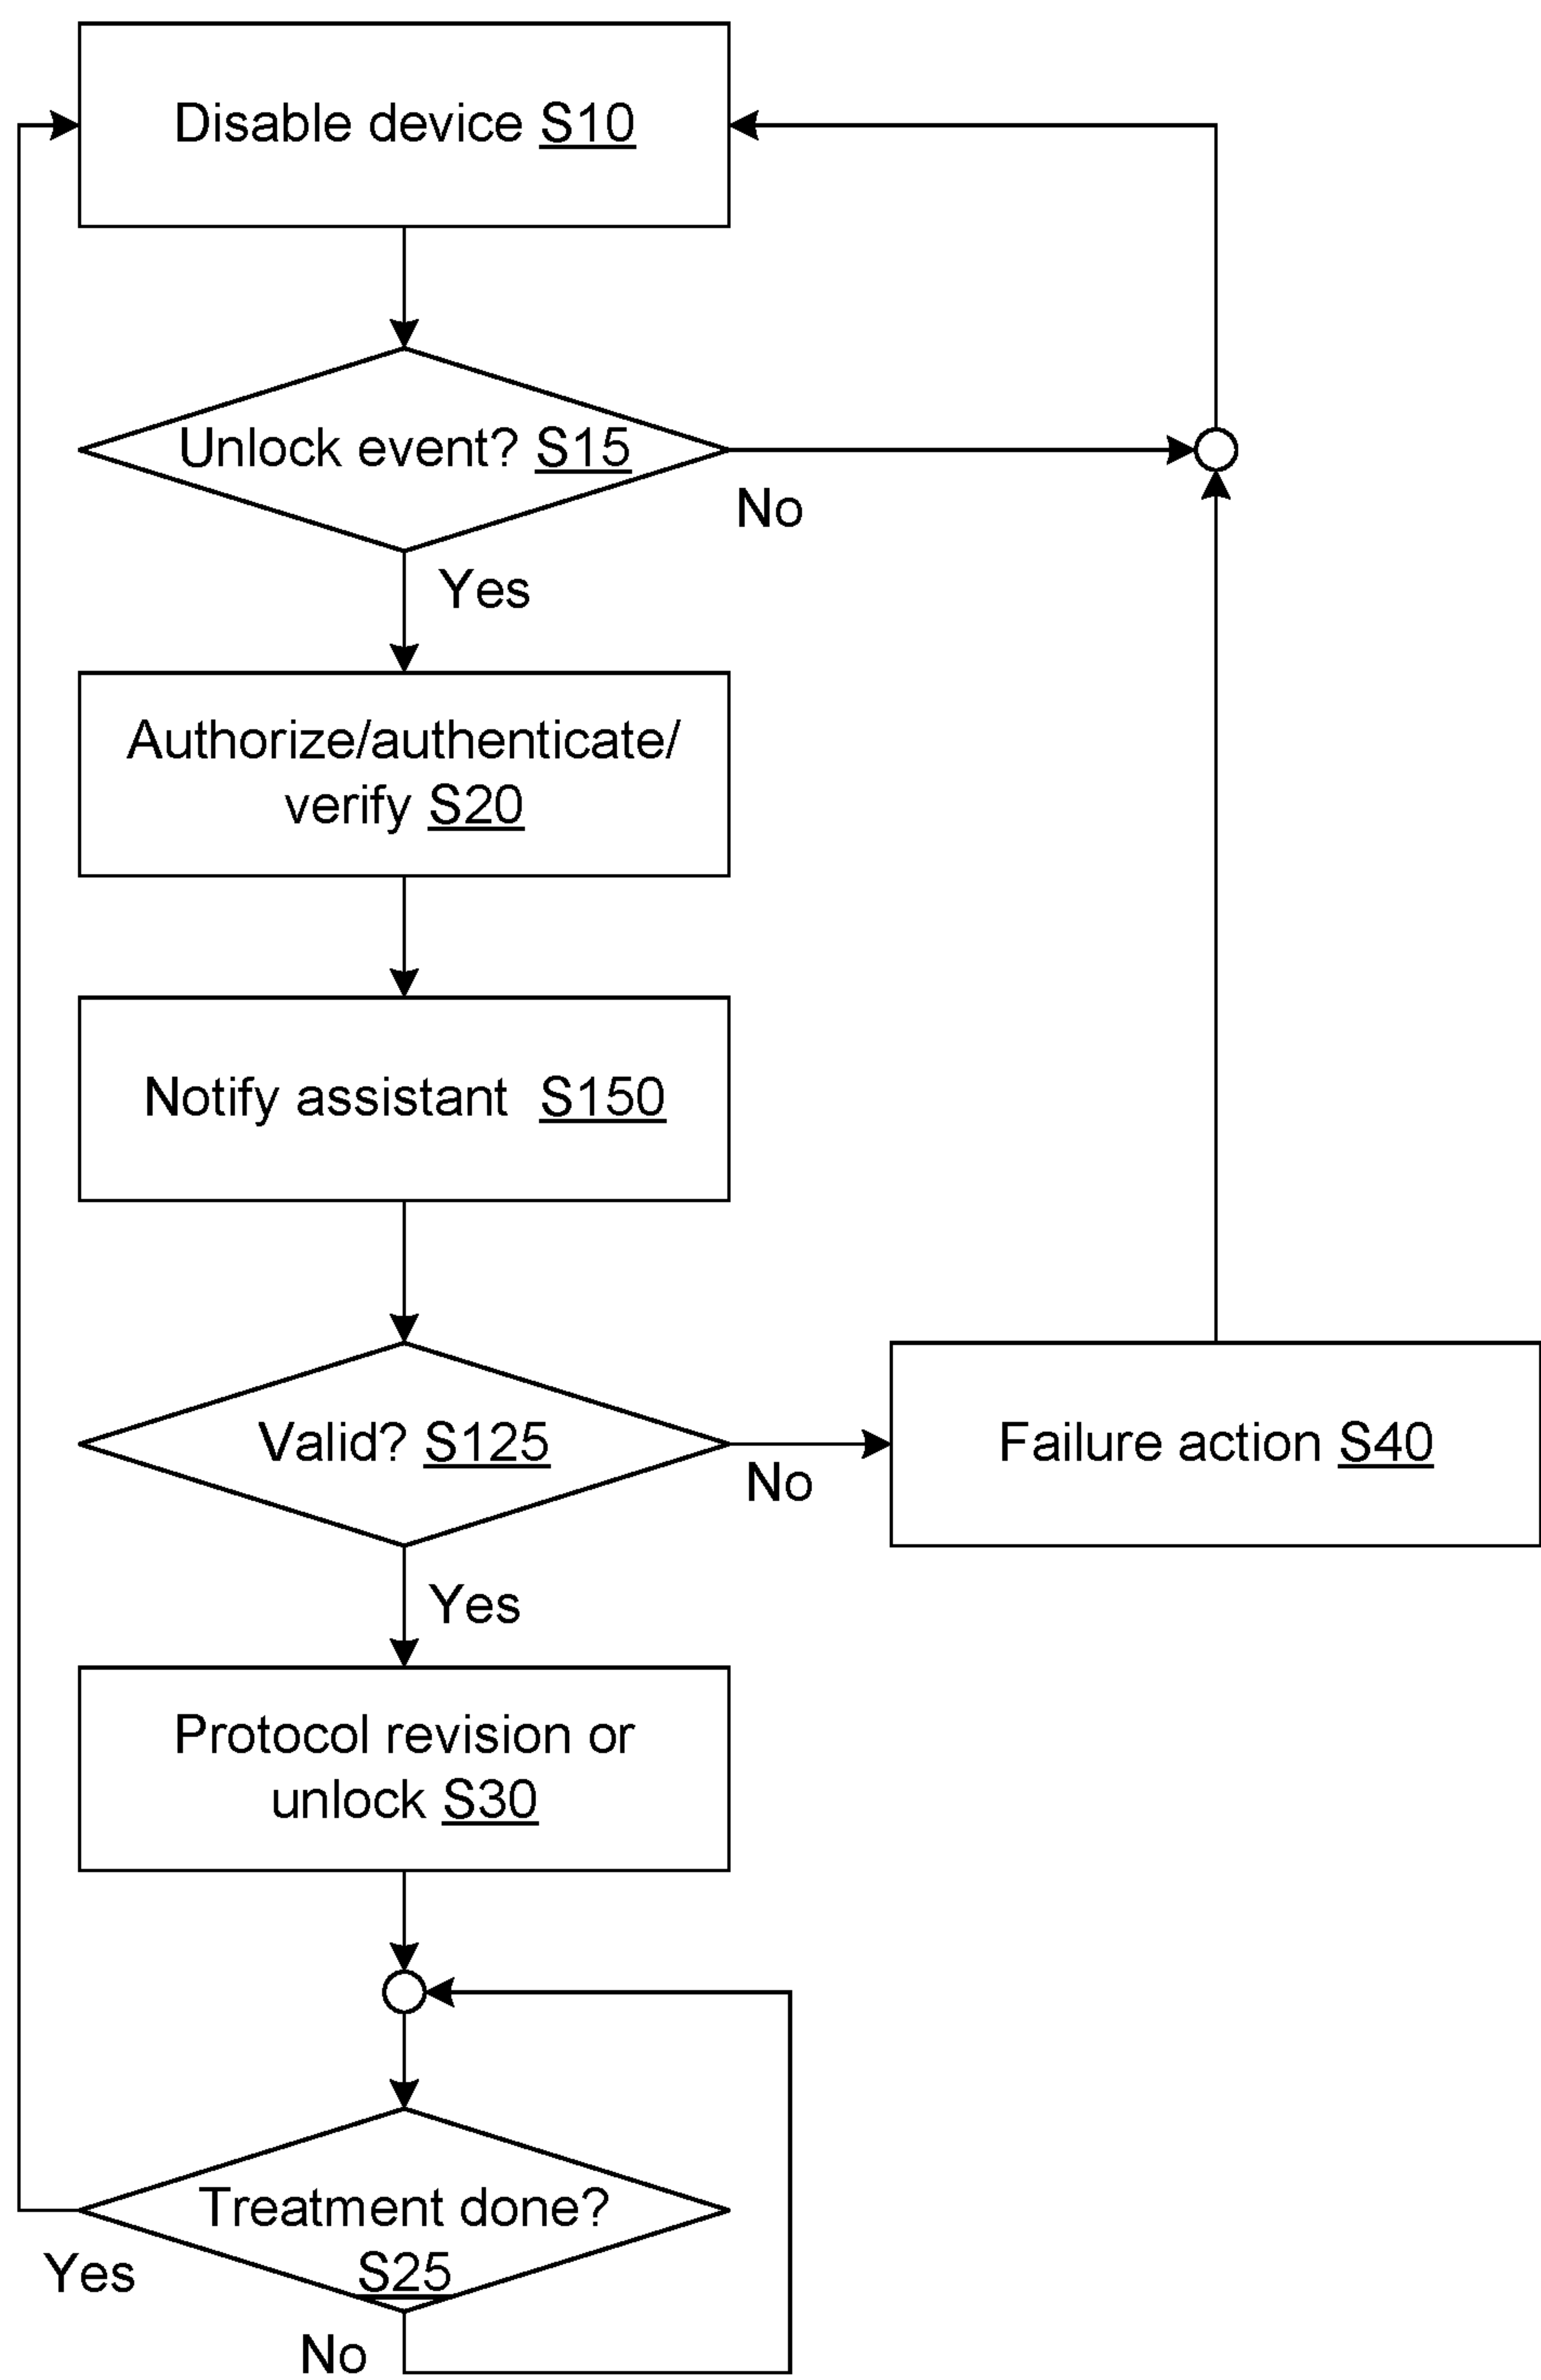 Disable device S10
Unlock event? S15
No
Yes
Authorize/authenticate/
verify S20
Notify assistant S150
Valid? S125
Failure action S40
No
Yes
Protocol revision or
unlock S30
Treatment done?
S25
Yes
No